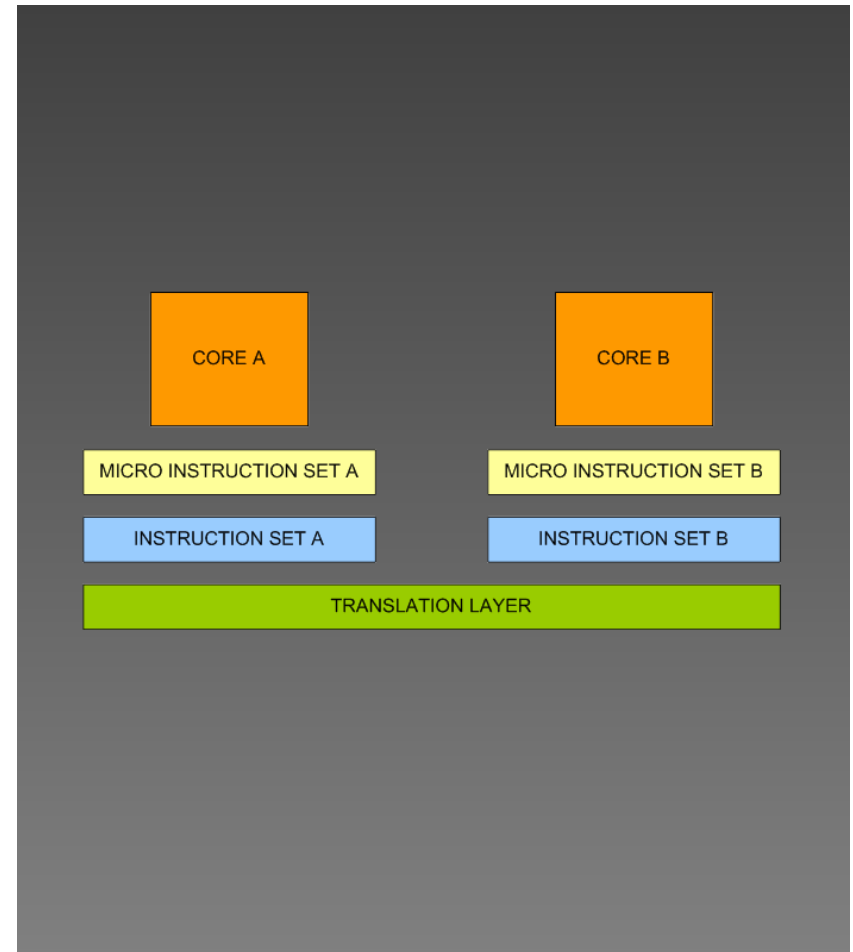 CORE A
CORE B
MICRO INSTRUCTION SET A
MICRO INSTRUCTION SET B
INSTRUCTION SET A
INSTRUCTION SET B
TRANSLATION LAYER